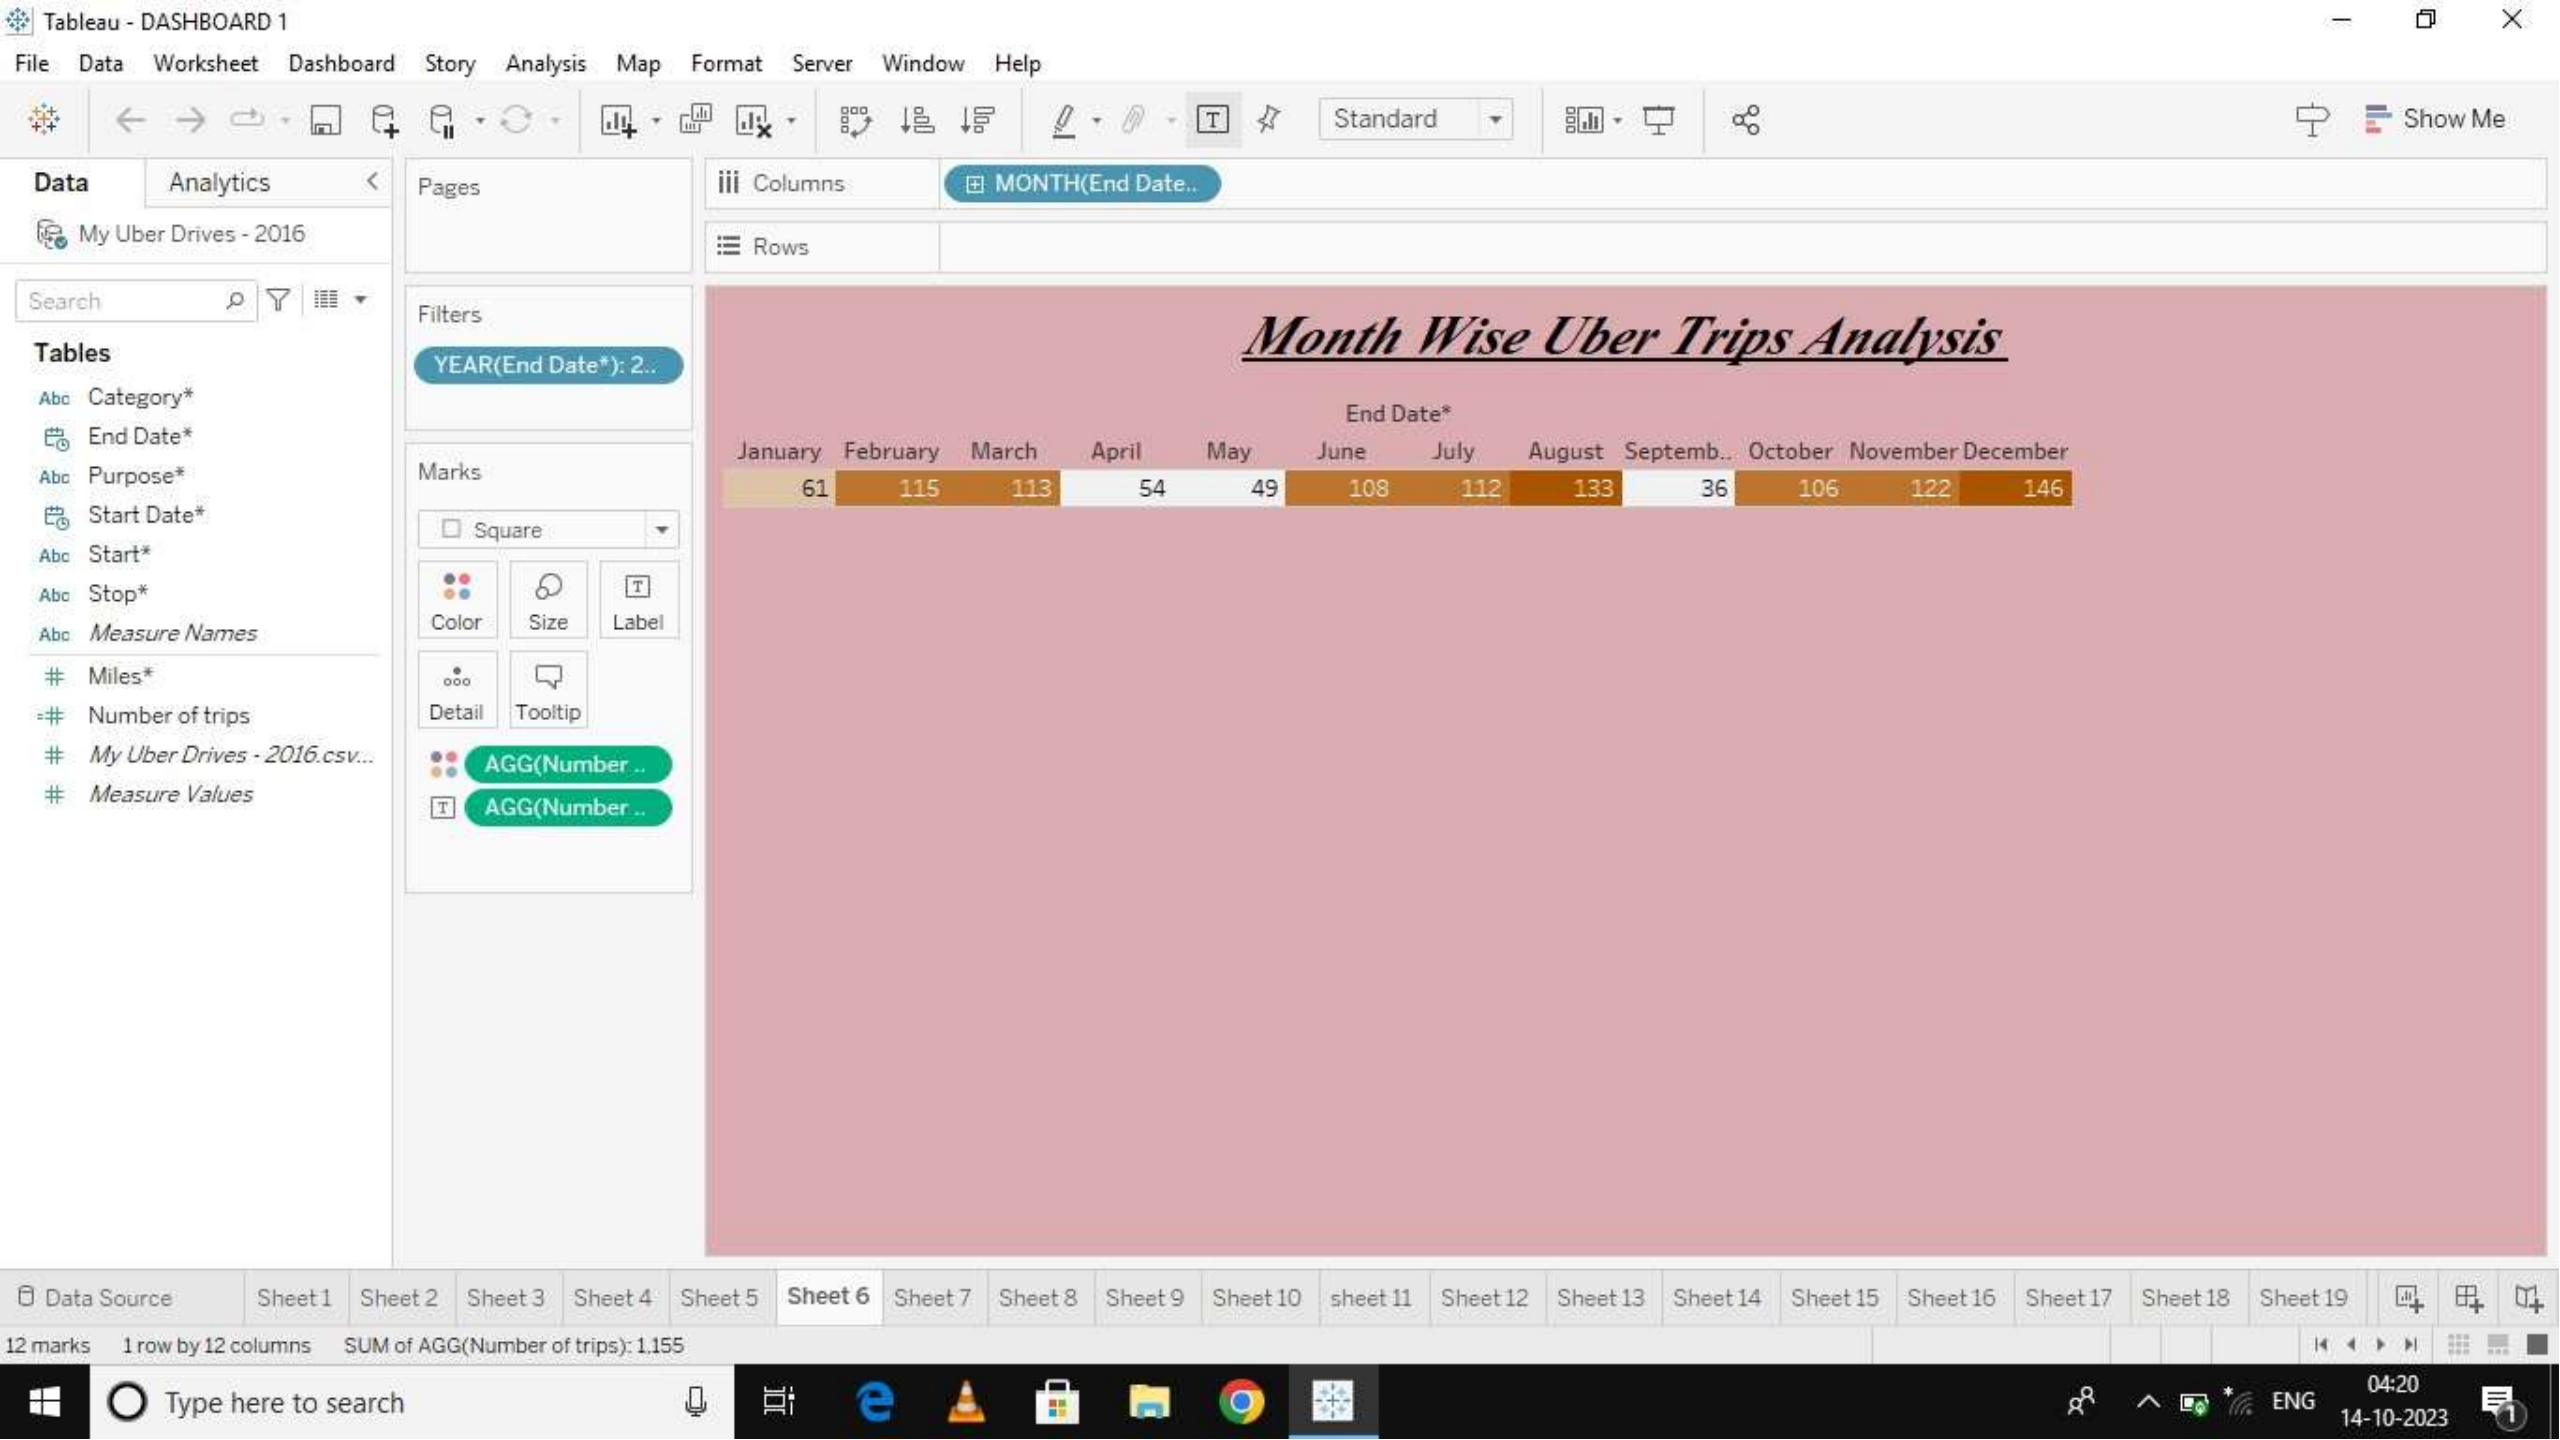 Tableau - DASHBOARD 1
File Data Worksheet Dashboard Story Analysis Map Format Server Window Help
Standard
Show Me
Data Analytics
My Uber Drives - 2016
Search
Tables
Abc Category*
End Date*
Abc Purpose*
Start Date*
Abc Start*
Abc Stop*
Abc Measure Names
# Miles*
=# Number of trips
# My Uber Drives - 2016.csv...
# Measure Values
Pages
Filters
YEAR(End Date*): 2..
Marks
Square
Color Size Label
Detail Tooltip
AGG(Number ..
AGG(Number ..
Columns MONTH(End Date..
Rows
Month Wise Uber Trips Analysis
End Date*
January February March April May June July August Septemb.. October November December
61 115 113 54 49 108 112 133 36 106 122 146
Data Source Sheet 1 Sheet 2 Sheet 3 Sheet 4 Sheet 5 Sheet 6 Sheet 7 Sheet 8 Sheet 9 Sheet 10 sheet 11 Sheet 12 Sheet 13 Sheet 14 Sheet 15 Sheet 16 Sheet 17 Sheet 18 Sheet 19
12 marks 1 row by 12 columns SUM of AGG(Number of trips): 1,155
Type here to search
ENG
04:20
14-10-2023
1